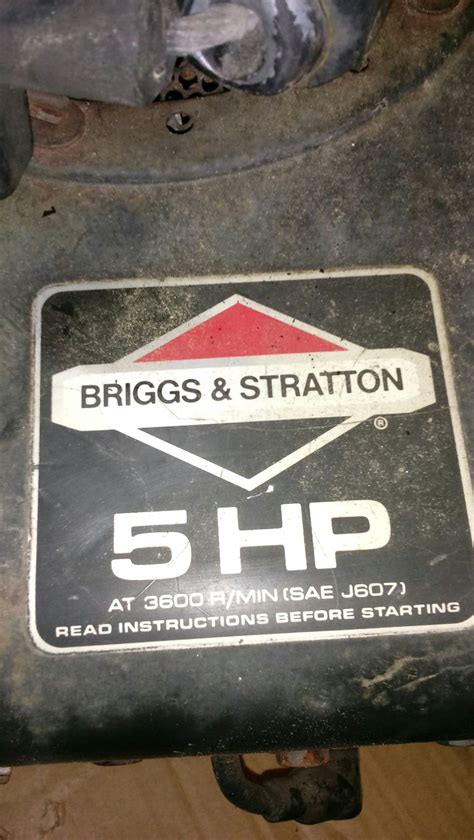 BRIGGS & STRATTON
®
5 HP
AT 3600 R/MIN (SAE J607)
READ INSTRUCTIONS BEFORE STARTING